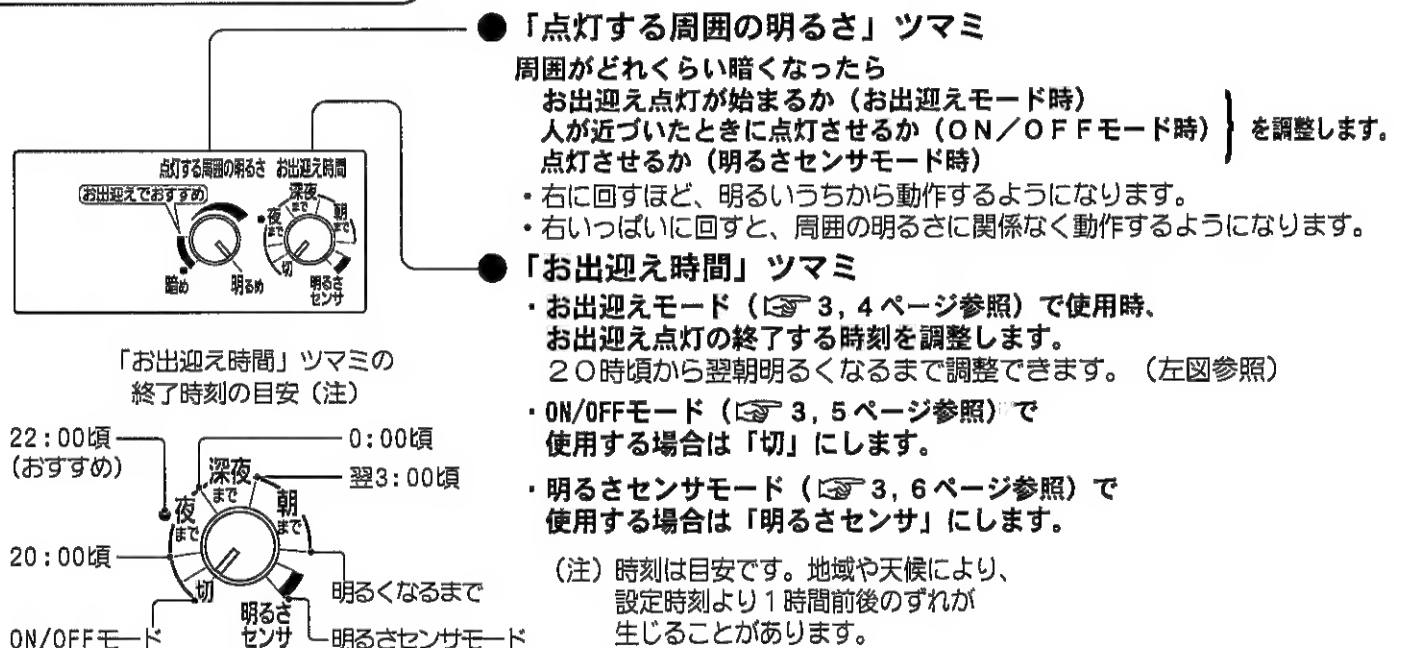 ●「点灯する周囲の明るさ」ツマミ
周囲がどれくらい暗くなったら
お出迎え点灯が始まるか（お出迎えモード時）
人が近づいたときに点灯させるか（ＯＮ／ＯＦＦモード時）
を調整します。
点灯させるか（明るさセンサモード時）
・右に回すほど、明るいうちから動作するようになります。
・右いっぱいに回すと、周囲の明るさに関係なく動作するようになります。
点灯する周囲の明るさ お出迎え時間
お出迎えでおすすめ
深夜
まで
夜
まで
朝
まで
切
暗め
明るめ
明るさ
センサ
●「お出迎え時間」ツマミ
・お出迎えモード（☞３，４ページ参照）で使用時、
お出迎え点灯の終了する時刻を調整します。
２０時頃から翌朝明るくなるまで調整できます。（左図参照）
・ON/OFFモード（☞３，５ページ参照）で
使用する場合は「切」にします。
・明るさセンサモード（☞３，６ページ参照）で
使用する場合は「明るさセンサ」にします。
（注）時刻は目安です。地域や天候により、
設定時刻より１時間前後のずれが
生じることがあります。
「お出迎え時間」ツマミの
終了時刻の目安（注）
22：00頃
（おすすめ）
0：00頃
翌3：00頃
深夜
まで
夜
まで
朝
まで
20：00頃
切
明るくなるまで
明るさ
センサ
ON/OFFモード
明るさセンサモード